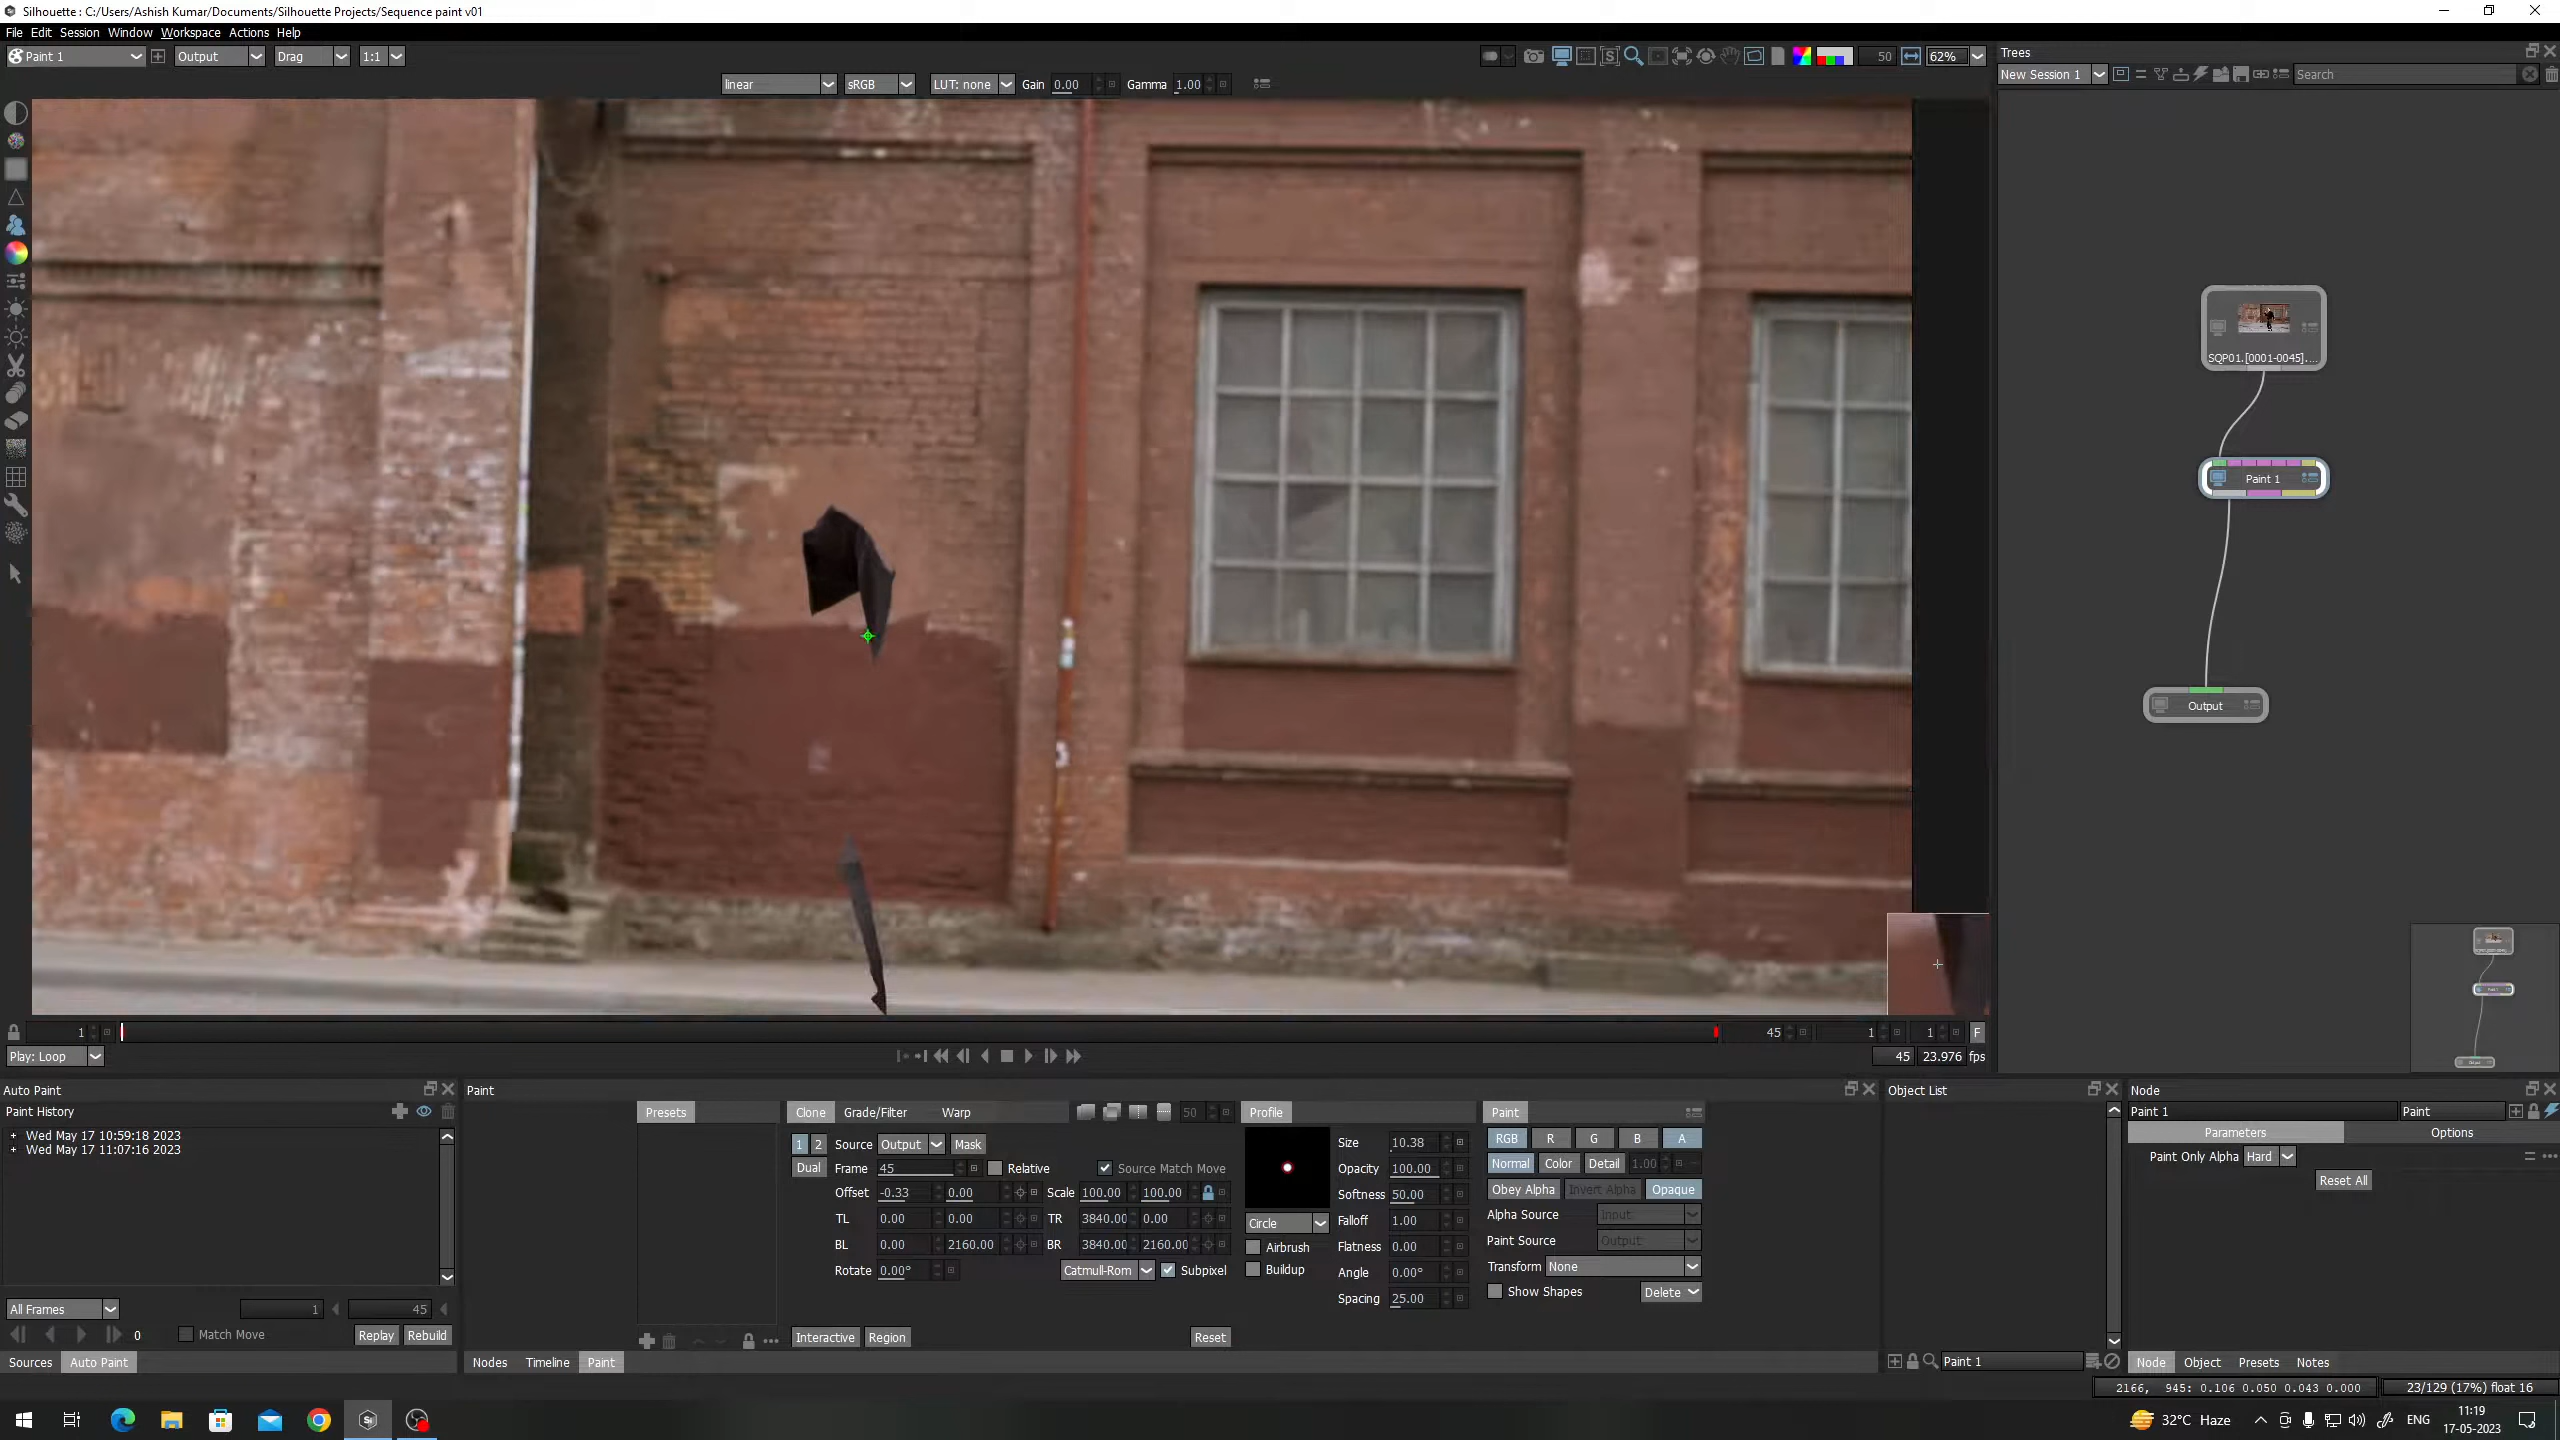 Silhouette : C:/Users/Ashish Kumar/Documents/Silhouette Projects/Sequence paint v01
File Edit Session Window Workspace Actions Help
Paint 1 Output Drag 1:1 50 62%
linear sRGB LUT: none Gain 0.00 Gamma 1.00
Trees
New Session 1 Search
SQP01.[0001-0045]....
Paint 1
Output
1 45 1 1 F
Play: Loop 45 23.976 fps
Auto Paint
Paint History
+ Wed May 17 10:59:18 2023
+ Wed May 17 11:07:16 2023
All Frames 1 45
0 Match Move Replay Rebuild
Sources Auto Paint
Paint
Presets
Clone Grade/Filter Warp 50
1 2 Source Output Mask
Dual Frame 45 Relative Source Match Move
Offset -0.33 0.00 Scale 100.00 100.00
TL 0.00 0.00 TR 3840.00 0.00
BL 0.00 2160.00 BR 3840.00 2160.00
Rotate 0.00° Catmull-Rom Subpixel
Interactive Region Reset
Profile
Circle
Airbrush
Buildup
Size 10.38
Opacity 100.00
Softness 50.00
Falloff 1.00
Flatness 0.00
Angle 0.00°
Spacing 25.00
Paint
RGB R G B A
Normal Color Detail 1.00
Obey Alpha Invert Alpha Opaque
Alpha Source Input:
Paint Source Output:
Transform None
Show Shapes Delete
Nodes Timeline Paint
Object List
Paint 1
Node
Paint 1 Paint
Parameters Options
Paint Only Alpha Hard
Reset All
Node Object Presets Notes
2166, 945: 0.106 0.050 0.043 0.000 23/129 (17%) float 16
32°C Haze ENG 11:19
17-05-2023